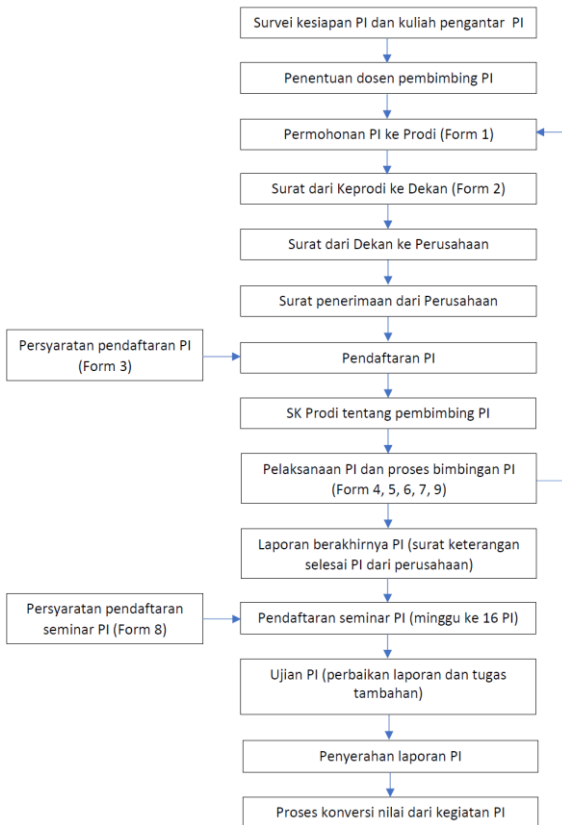 Survei kesiapan PI dan kuliah pengantar PI
Penentuan dosen pembimbing PI
Permohonan PI ke Prodi (Form 1)
Surat dari Keprodi ke Dekan (Form 2)
Surat dari Dekan ke Perusahaan
Surat penerimaan dari Perusahaan
Persyaratan pendaftaran PI
(Form 3)
Pendaftaran PI
SK Prodi tentang pembimbing PI
Pelaksanaan PI dan proses bimbingan PI
(Form 4, 5, 6, 7, 9)
Laporan berakhirnya PI (surat keterangan
selesai PI dari perusahaan)
Persyaratan pendaftaran
seminar PI (Form 8)
Pendaftaran seminar PI (minggu ke 16 PI)
Ujian PI (perbaikan laporan dan tugas
tambahan)
Penyerahan laporan PI
Proses konversi nilai dari kegiatan PI